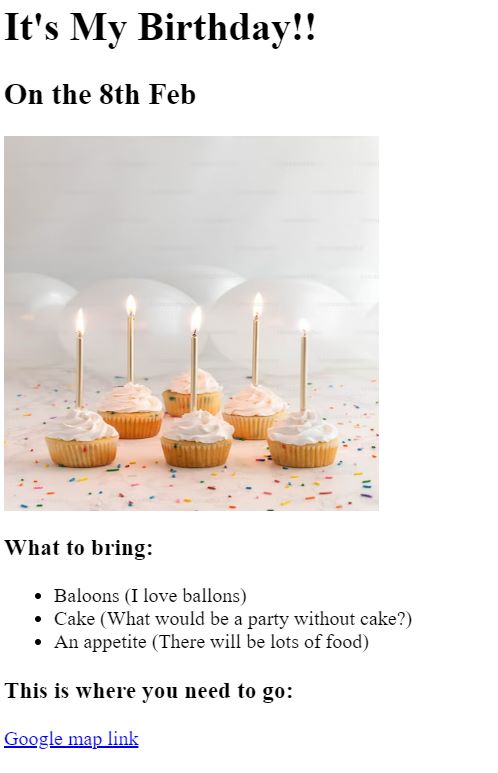 It's My Birthday!!
On the 8th Feb
What to bring:
Baloons (I love ballons)
Cake (What would be a party without cake?)
An appetite (There will be lots of food)
This is where you need to go:
Google map link